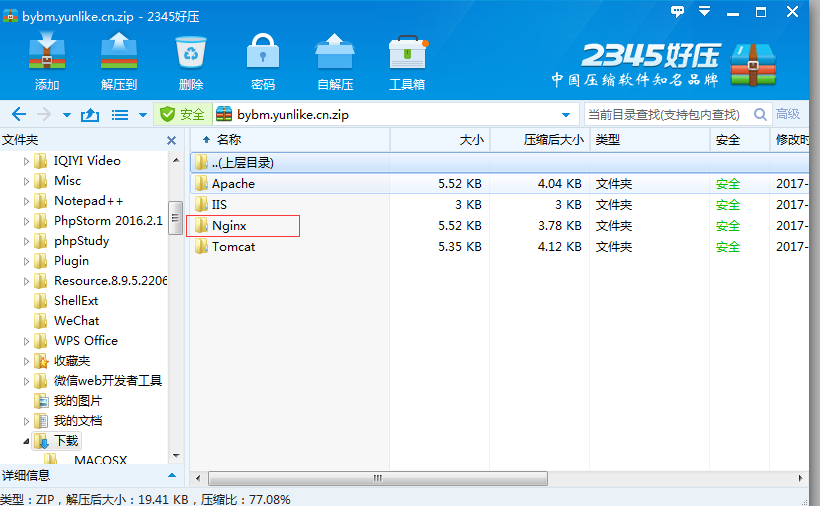 bybm.yunlike.cn.zip - 2345好压
添加 解压到 删除 密码 自解压 工具箱
2345好压
中国压缩软件知名品牌
安全 bybm.yunlike.cn.zip 当前目录查找(支持包内查找) 高级
文件夹
名称 大小 压缩后大小 类型 安全 修改时
..(上层目录)
Apache 5.52 KB 4.04 KB 文件夹 安全 2017-
IIS 3 KB 3 KB 文件夹 安全 2017-
Nginx 5.52 KB 3.78 KB 文件夹 安全 2017-
Tomcat 5.35 KB 4.12 KB 文件夹 安全 2017-
IQIYI Video
Misc
Notepad++
PhpStorm 2016.2.1
phpStudy
Plugin
Resource.8.9.5.2206
ShellExt
WeChat
WPS Office
收藏夹
微信web开发者工具
我的图片
我的文档
下载
__MACOSX
详细信息
类型：ZIP，解压后大小：19.41 KB，压缩比：77.08%